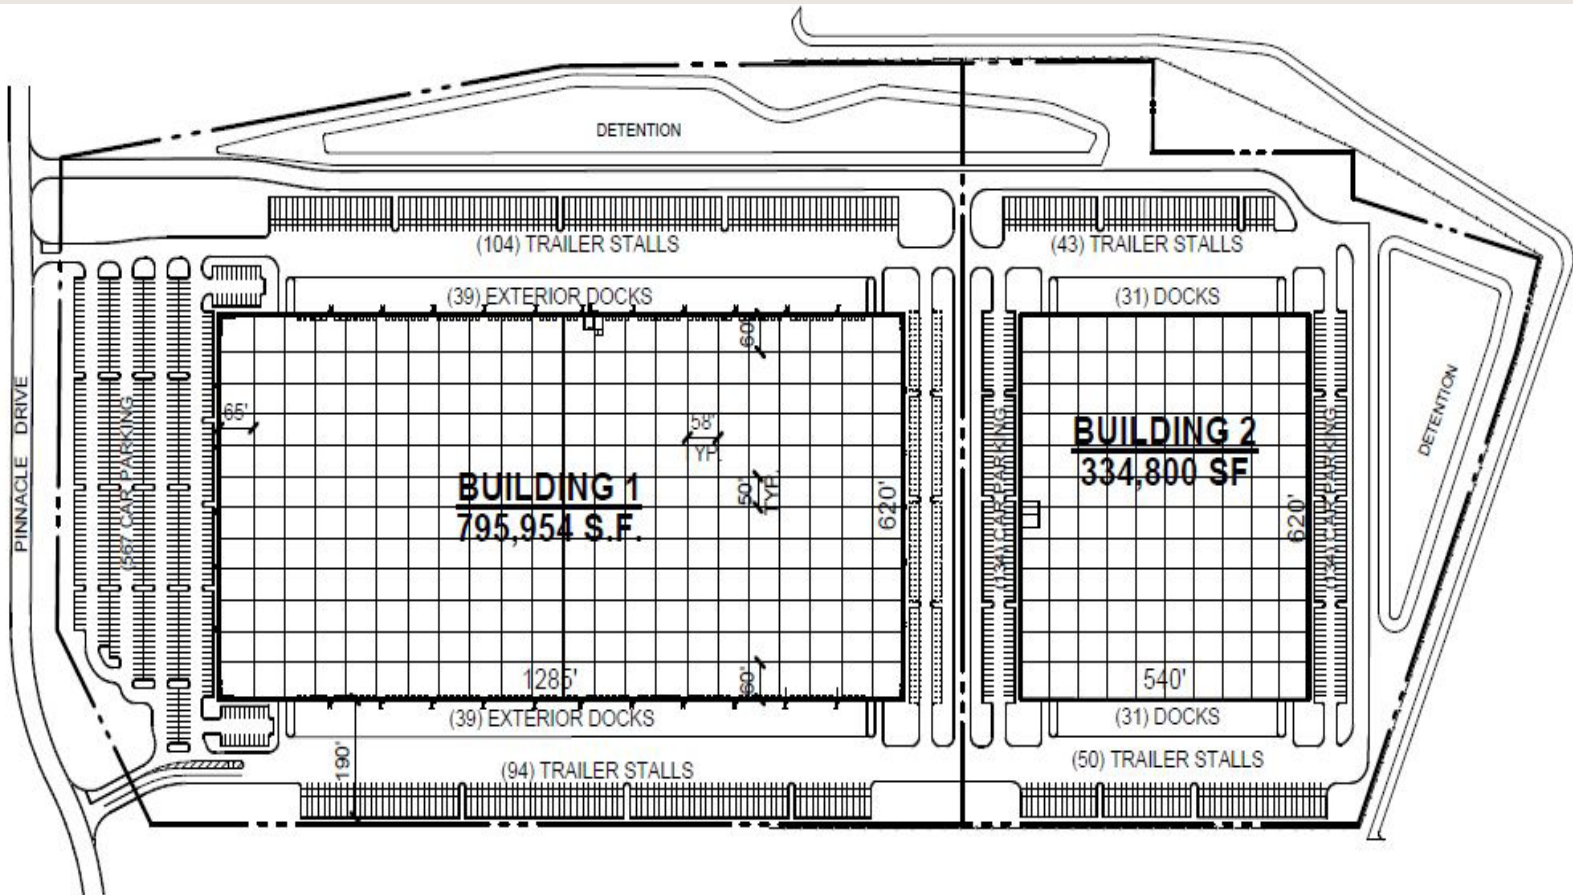 DETENTION
(104) TRAILER STALLS
(43) TRAILER STALLS
(39) EXTERIOR DOCKS
(31) DOCKS
60'
65'
58'
TYP.
50'
TYP.
620'
BUILDING 1
795,954 S.F.
BUILDING 2
334,800 SF
620'
PINNACLE DRIVE
(567 CAR PARKING
(134) CAR PARKING
(134) CAR PARKING
DETENTION
1285'
60'
540'
(39) EXTERIOR DOCKS
(31) DOCKS
190'
(94) TRAILER STALLS
(50) TRAILER STALLS